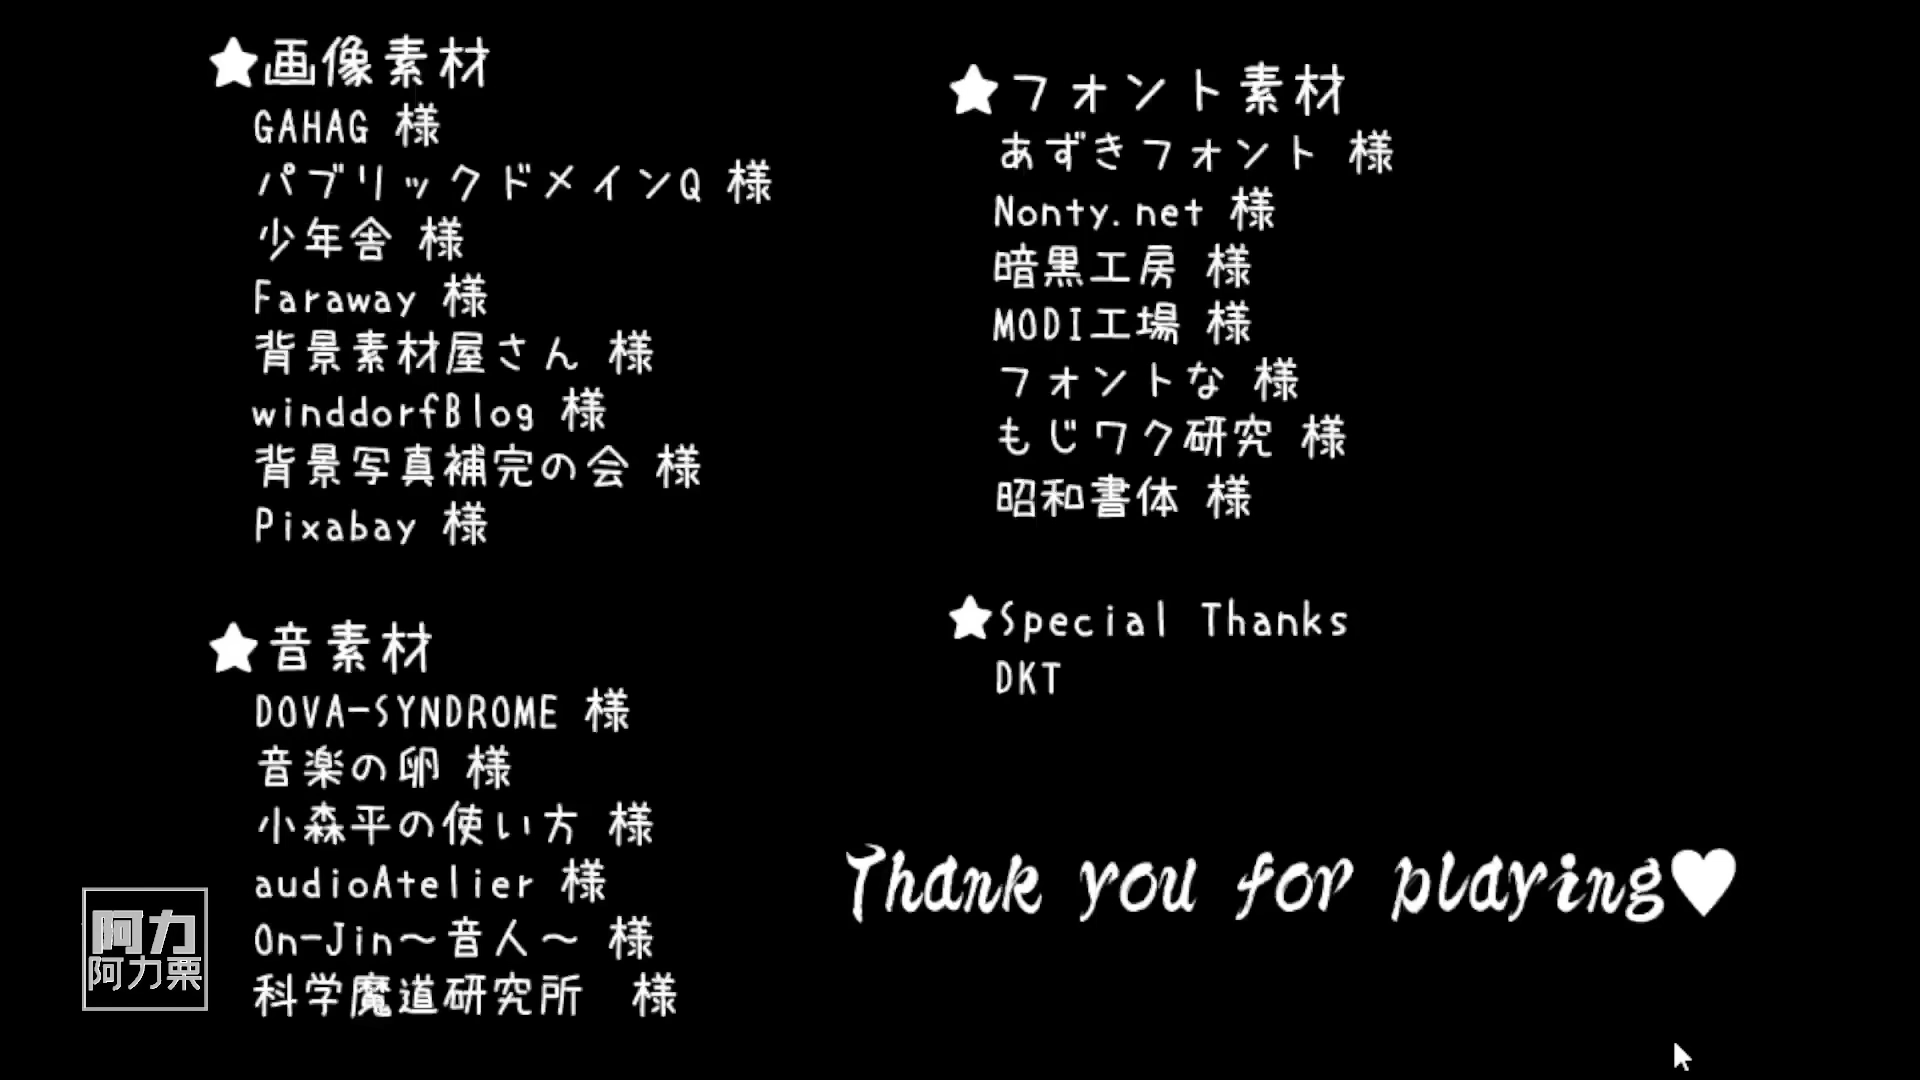 ★画像素材
GAHAG 様
パブリックドメインQ 様
少年舎 様
Faraway 様
背景素材屋さん 様
winddorfBlog 様
背景写真補完の会 様
Pixabay 様
★音素材
DOVA-SYNDROME 様
音楽の卵 様
小森平の使い方 様
audioAtelier 様
On-Jin～音人～ 様
科学魔道研究所　様
★フォント素材
あずきフォント 様
Nonty.net 様
暗黒工房 様
MODI工場 様
フォントな 様
もじワク研究 様
昭和書体 様
★Special Thanks
DKT
Thank you for playing♥
阿力
阿力栗